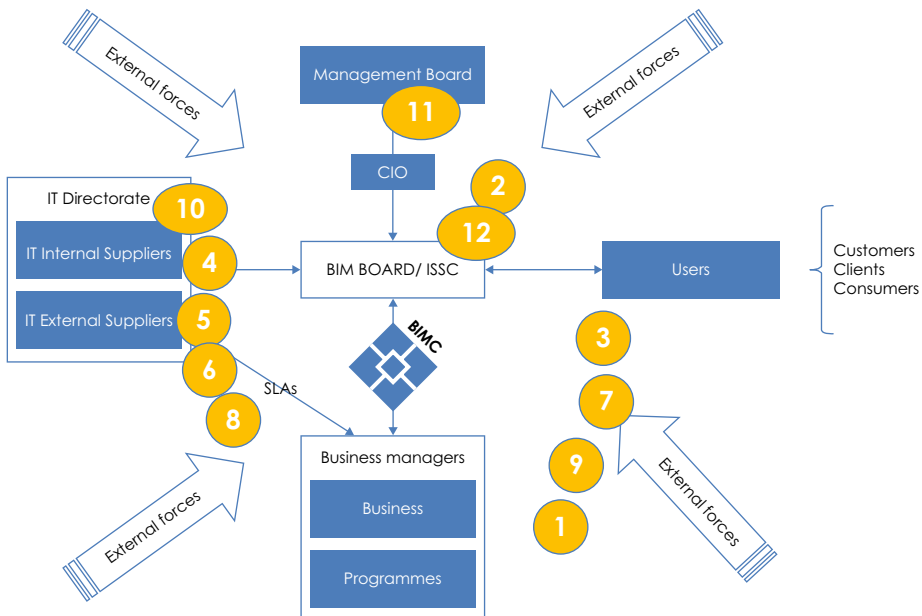 External forces
External forces
Management Board
11
CIO
2
IT Directorate
10
12
IT Internal Suppliers
4
BIM BOARD/ ISSC
Users
Customers
Clients
Consumers
IT External Suppliers
5
BIMC
3
6
SLAs
7
8
Business managers
9
External forces
External forces
Business
1
Programmes